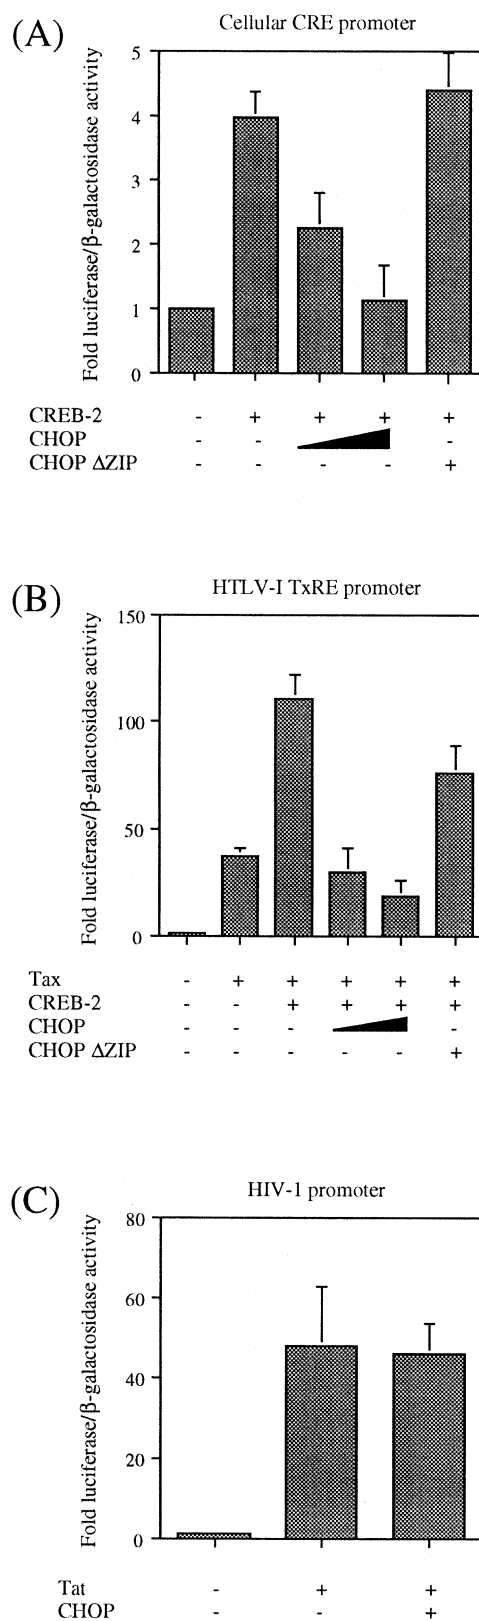 (A)
Cellular CRE promoter
Fold luciferase/β-galactosidase activity
5
4
3
2
1
0
CREB-2 - + + + +
CHOP - - -
CHOP ΔZIP - - - - +
(B)
HTLV-I TxRE promoter
Fold luciferase/β-galactosidase activity
150
100
50
0
Tax - + + + + +
CREB-2 - - + + + +
CHOP - - - -
CHOP ΔZIP - - - - - +
(C)
HIV-1 promoter
Fold luciferase/β-galactosidase activity
80
60
40
20
0
Tat - + +
CHOP - - +